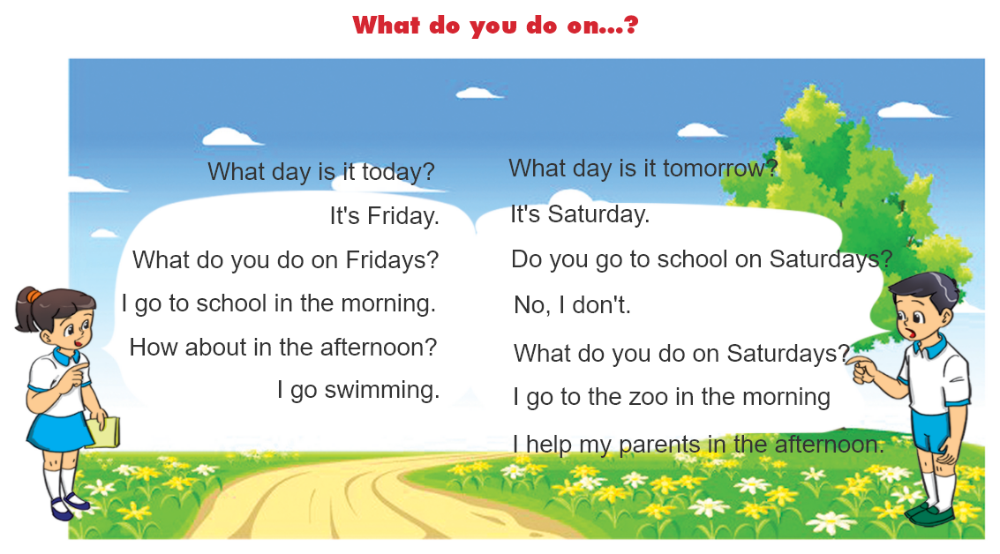 What do you do on...?
What day is it today?
It's Friday.
What do you do on Fridays?
I go to school in the morning.
How about in the afternoon?
I go swimming.
What day is it tomorrow?
It's Saturday.
Do you go to school on Saturdays?
No, I don't.
What do you do on Saturdays?
I go to the zoo in the morning
I help my parents in the afternoon.